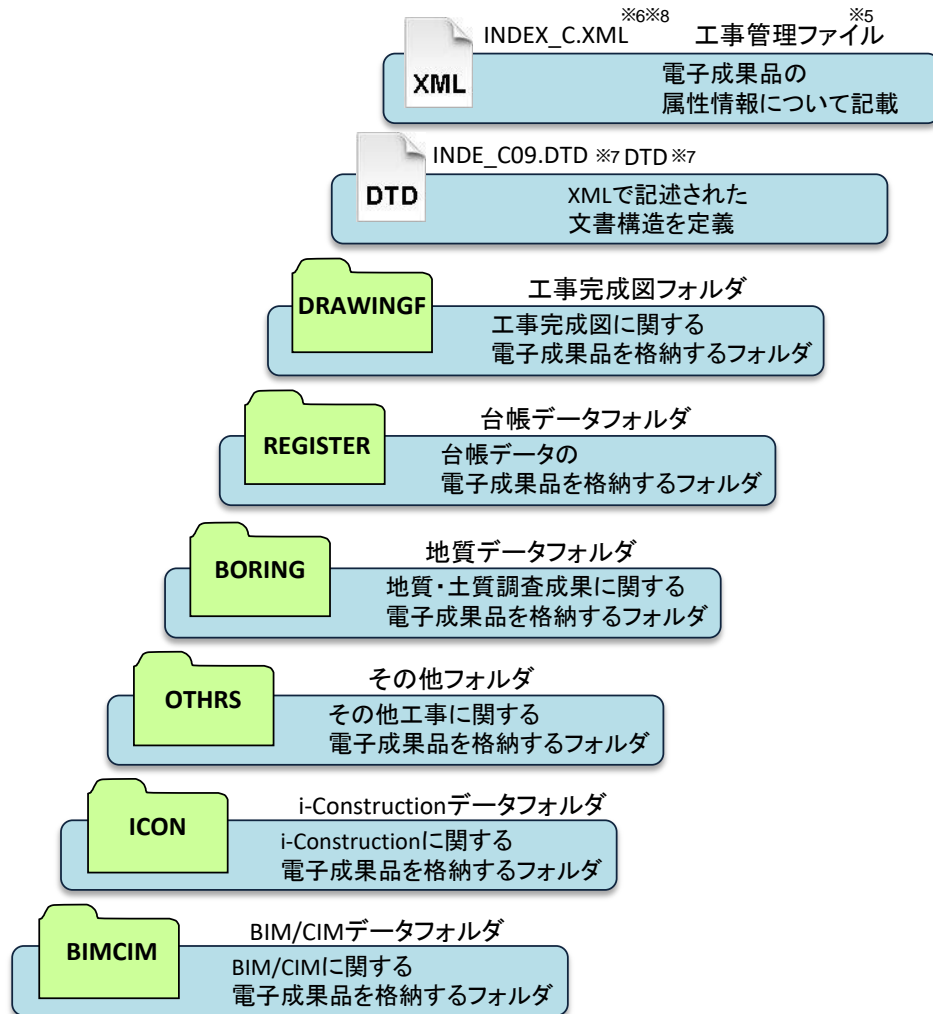 INDEX_C.XML ※6※8 工事管理ファイル ※5
XML
電子成果品の
属性情報について記載
INDE_C09.DTD ※7 DTD ※7
DTD
XMLで記述された
文書構造を定義
工事完成図フォルダ
DRAWINGF
工事完成図に関する
電子成果品を格納するフォルダ
台帳データフォルダ
REGISTER
台帳データの
電子成果品を格納するフォルダ
地質データフォルダ
BORING
地質・土質調査成果に関する
電子成果品を格納するフォルダ
その他フォルダ
OTHRS
その他工事に関する
電子成果品を格納するフォルダ
i-Constructionデータフォルダ
ICON
i-Constructionに関する
電子成果品を格納するフォルダ
BIM/CIMデータフォルダ
BIMCIM
BIM/CIMに関する
電子成果品を格納するフォルダ